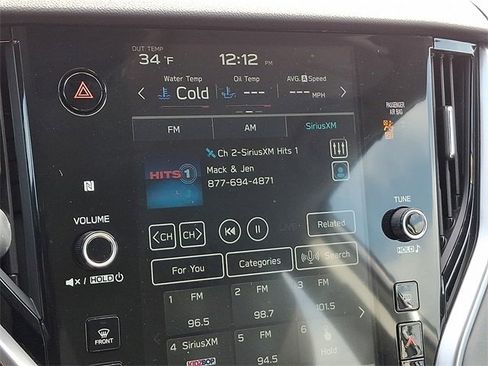 OUT TEMP
34 °F
12:12 PM
Water Temp
Oil Temp
AVG. A Speed
Cold
---
--- MPH
PASSENGER
AIR BAG
FM
AM
SiriusXM
Ch 2-SiriusXM Hits 1
HITS 1
Mack & Jen
877-694-4871
VOLUME
TUNE
CH
CH
Related
HOLD
/ HOLD
For You
Categories
Search
1 FM
2 FM
3 FM
96.5
98.7
101.5
FRONT
4 SiriusXM
5 FM
6
KIDZ BOP
94.5
Hold